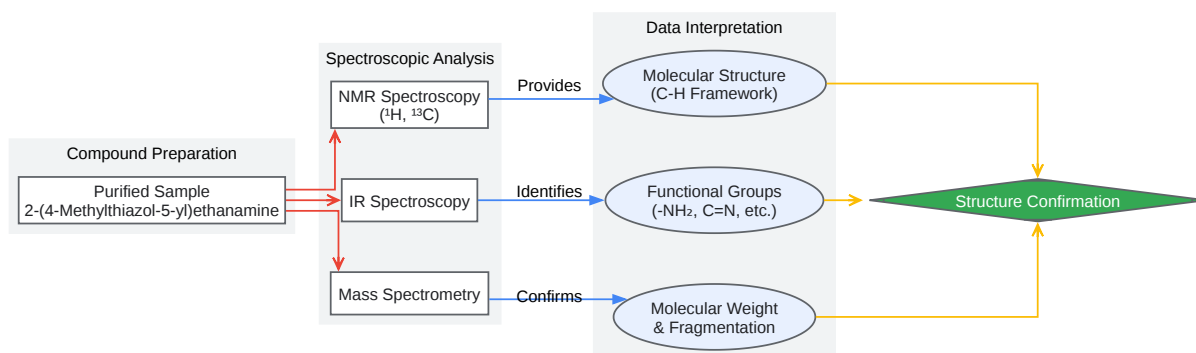 Compound Preparation
Purified Sample
2-(4-Methylthiazol-5-yl)ethanamine
Spectroscopic Analysis
NMR Spectroscopy
(¹H, ¹³C)
IR Spectroscopy
Mass Spectrometry
Provides
Identifies
Confirms
Data Interpretation
Molecular Structure
(C-H Framework)
Functional Groups
(-NH₂, C=N, etc.)
Molecular Weight
& Fragmentation
Structure Confirmation